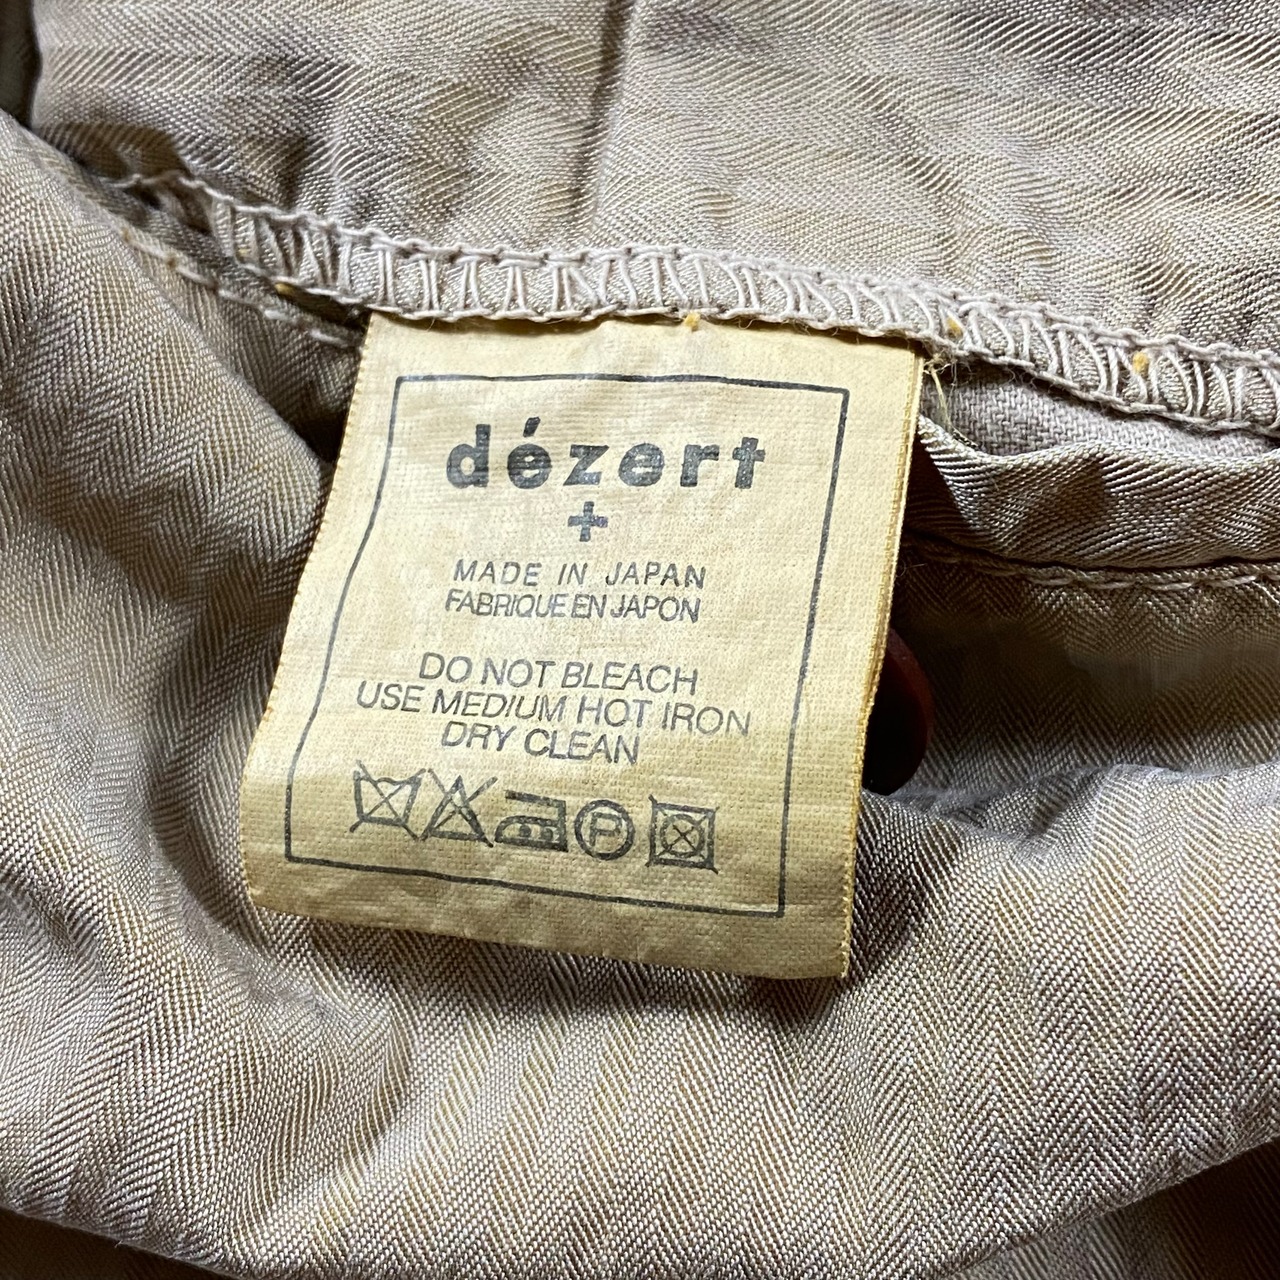 dézert
+
MADE IN JAPAN
FABRIQUE EN JAPON
DO NOT BLEACH
USE MEDIUM HOT IRON
DRY CLEAN
P